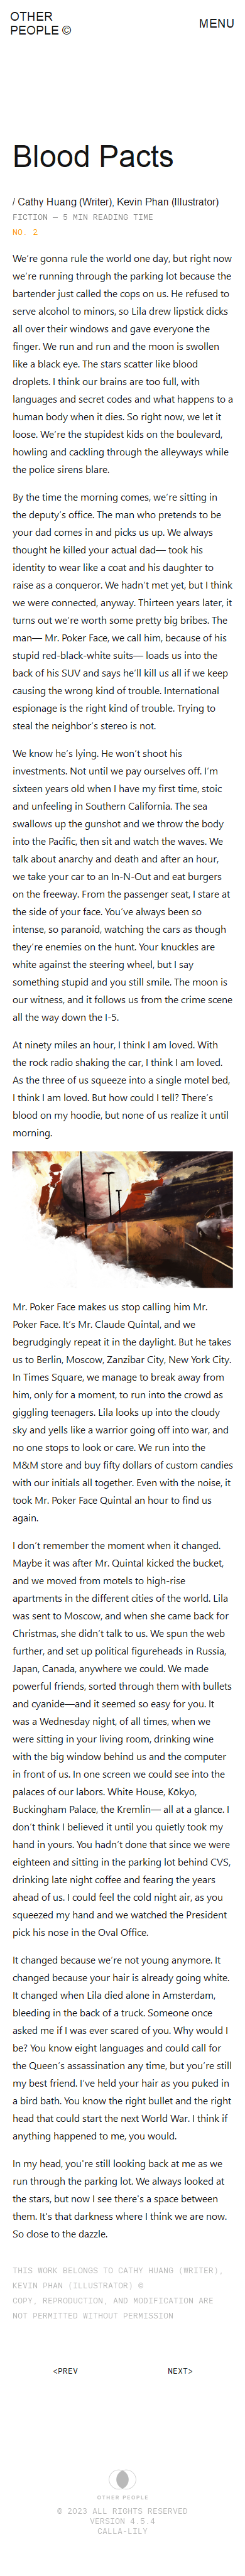 OTHER
PEOPLE ©
MENU
Blood Pacts
/ Cathy Huang (Writer), Kevin Phan (Illustrator)
FICTION — 5 MIN READING TIME
NO. 2
We're gonna rule the world one day, but right now
we're running through the parking lot because the
bartender just called the cops on us. He refused to
serve alcohol to minors, so Lila drew lipstick dicks
all over their windows and gave everyone the
finger. We run and run and the moon is swollen
like a black eye. The stars scatter like blood
droplets. I think our brains are too full, with
languages and secret codes and what happens to a
human body when it dies. So right now, we let it
loose. We're the stupidest kids on the boulevard,
howling and cackling through the alleyways while
the police sirens blare.
By the time the morning comes, we're sitting in
the deputy's office. The man who pretends to be
your dad comes in and picks us up. We always
thought he killed your actual dad— took his
identity to wear like a coat and his daughter to
raise as a conqueror. We hadn't met yet, but I think
we were connected, anyway. Thirteen years later, it
turns out we're worth some pretty big bribes. The
man— Mr. Poker Face, we call him, because of his
stupid red-black-white suits— loads us into the
back of his SUV and says he'll kill us all if we keep
causing the wrong kind of trouble. International
espionage is the right kind of trouble. Trying to
steal the neighbor's stereo is not.
We know he's lying. He won't shoot his
investments. Not until we pay ourselves off. I'm
sixteen years old when I have my first time, stoic
and unfeeling in Southern California. The sea
swallows up the gunshot and we throw the body
into the Pacific, then sit and watch the waves. We
talk about anarchy and death and after an hour,
we take your car to an In-N-Out and eat burgers
on the freeway. From the passenger seat, I stare at
the side of your face. You've always been so
intense, so paranoid, watching the cars as though
they're enemies on the hunt. Your knuckles are
white against the steering wheel, but I say
something stupid and you still smile. The moon is
our witness, and it follows us from the crime scene
all the way down the I-5.
At ninety miles an hour, I think I am loved. With
the rock radio shaking the car, I think I am loved.
As the three of us squeeze into a single motel bed,
I think I am loved. But how could I tell? There's
blood on my hoodie, but none of us realize it until
morning.
Mr. Poker Face makes us stop calling him Mr.
Poker Face. It's Mr. Claude Quintal, and we
begrudgingly repeat it in the daylight. But he takes
us to Berlin, Moscow, Zanzibar City, New York City.
In Times Square, we manage to break away from
him, only for a moment, to run into the crowd as
giggling teenagers. Lila looks up into the cloudy
sky and yells like a warrior going off into war, and
no one stops to look or care. We run into the
M&M store and buy fifty dollars of custom candies
with our initials all together. Even with the noise, it
took Mr. Poker Face Quintal an hour to find us
again.
I don't remember the moment when it changed.
Maybe it was after Mr. Quintal kicked the bucket,
and we moved from motels to high-rise
apartments in the different cities of the world. Lila
was sent to Moscow, and when she came back for
Christmas, she didn't talk to us. We spun the web
further, and set up political figureheads in Russia,
Japan, Canada, anywhere we could. We made
powerful friends, sorted through them with bullets
and cyanide—and it seemed so easy for you. It
was a Wednesday night, of all times, when we
were sitting in your living room, drinking wine
with the big window behind us and the computer
in front of us. In one screen we could see into the
palaces of our labors. White House, Kōkyo,
Buckingham Palace, the Kremlin— all at a glance. I
don't think I believed it until you quietly took my
hand in yours. You hadn't done that since we were
eighteen and sitting in the parking lot behind CVS,
drinking late night coffee and fearing the years
ahead of us. I could feel the cold night air, as you
squeezed my hand and we watched the President
pick his nose in the Oval Office.
It changed because we're not young anymore. It
changed because your hair is already going white.
It changed when Lila died alone in Amsterdam,
bleeding in the back of a truck. Someone once
asked me if I was ever scared of you. Why would I
be? You know eight languages and could call for
the Queen's assassination any time, but you're still
my best friend. I've held your hair as you puked in
a bird bath. You know the right bullet and the right
head that could start the next World War. I think if
anything happened to me, you would.
In my head, you're still looking back at me as we
run through the parking lot. We always looked at
the stars, but now I see there's a space between
them. It's that darkness where I think we are now.
So close to the dazzle.
THIS WORK BELONGS TO CATHY HUANG (WRITER),
KEVIN PHAN (ILLUSTRATOR) ©
COPY, REPRODUCTION, AND MODIFICATION ARE
NOT PERMITTED WITHOUT PERMISSION
<PREV
NEXT>
OTHER PEOPLE
© 2023 ALL RIGHTS RESERVED
VERSION 4.5.4
CALLA-LILY